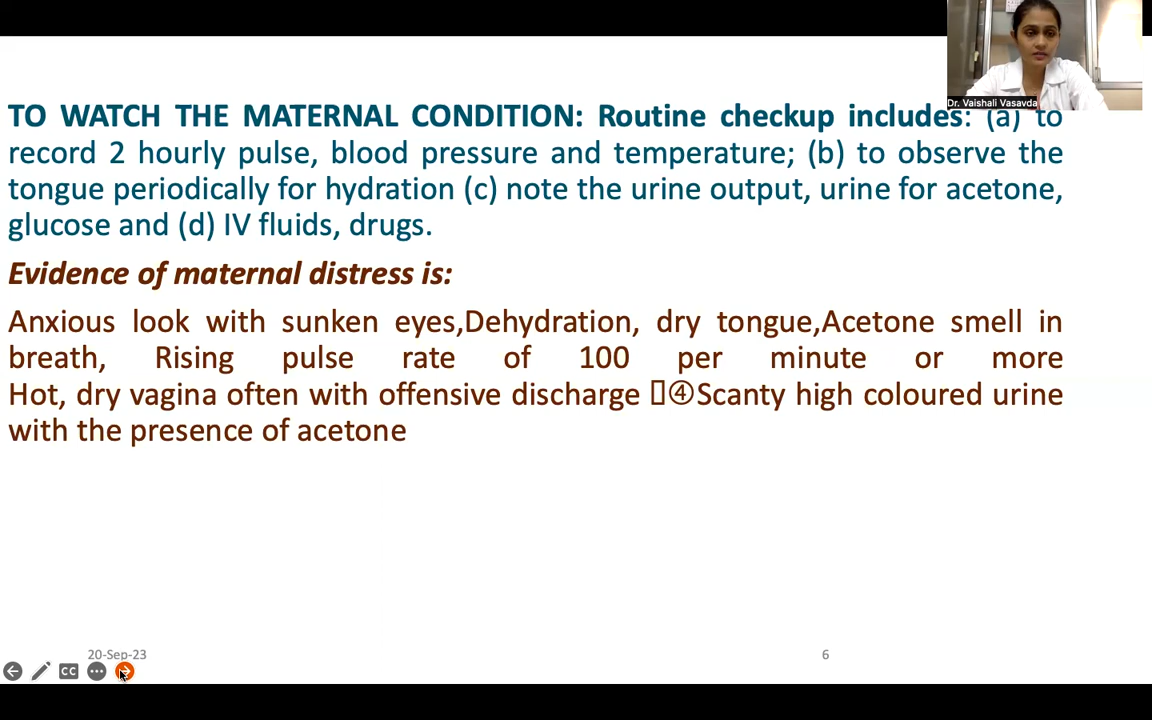 Dr. Vaishali Vasavda
TO WATCH THE MATERNAL CONDITION: Routine checkup includes: (a) to
record 2 hourly pulse, blood pressure and temperature; (b) to observe the
tongue periodically for hydration (c) note the urine output, urine for acetone,
glucose and (d) IV fluids, drugs.
Evidence of maternal distress is:
Anxious look with sunken eyes,Dehydration, dry tongue,Acetone smell in
breath, Rising pulse rate of 100 per minute or more
Hot, dry vagina often with offensive discharge ▯④Scanty high coloured urine
with the presence of acetone
20-Sep-23
6
CC